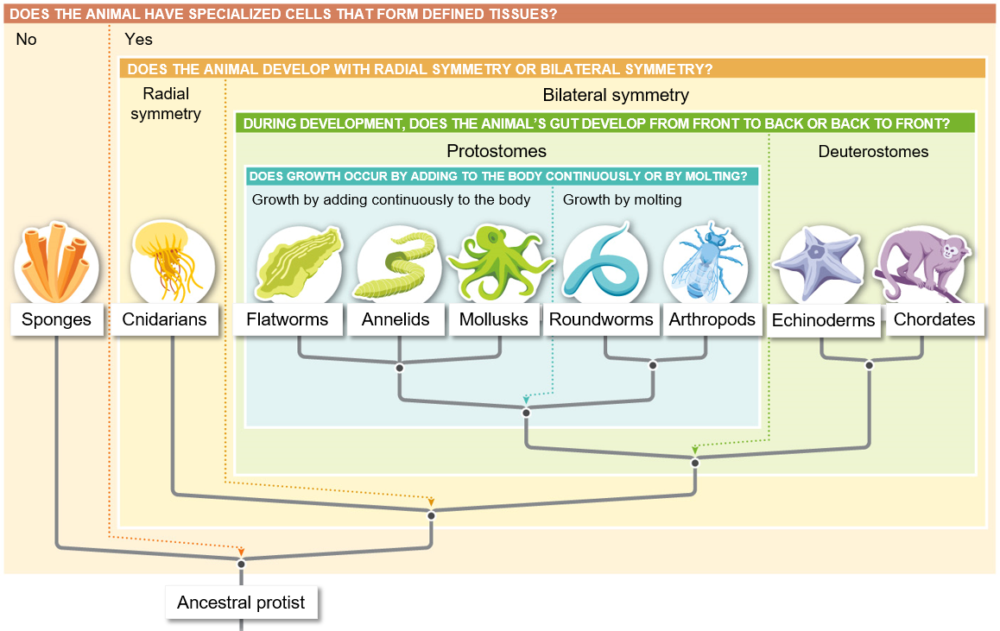 DOES THE ANIMAL HAVE SPECIALIZED CELLS THAT FORM DEFINED TISSUES?
No
Yes
DOES THE ANIMAL DEVELOP WITH RADIAL SYMMETRY OR BILATERAL SYMMETRY?
Radial
symmetry
Bilateral symmetry
DURING DEVELOPMENT, DOES THE ANIMAL'S GUT DEVELOP FROM FRONT TO BACK OR BACK TO FRONT?
Protostomes
Deuterostomes
DOES GROWTH OCCUR BY ADDING TO THE BODY CONTINUOUSLY OR BY MOLTING?
Growth by adding continuously to the body
Growth by molting
Sponges
Cnidarians
Flatworms
Annelids
Mollusks
Roundworms
Arthropods
Echinoderms
Chordates
Ancestral protist